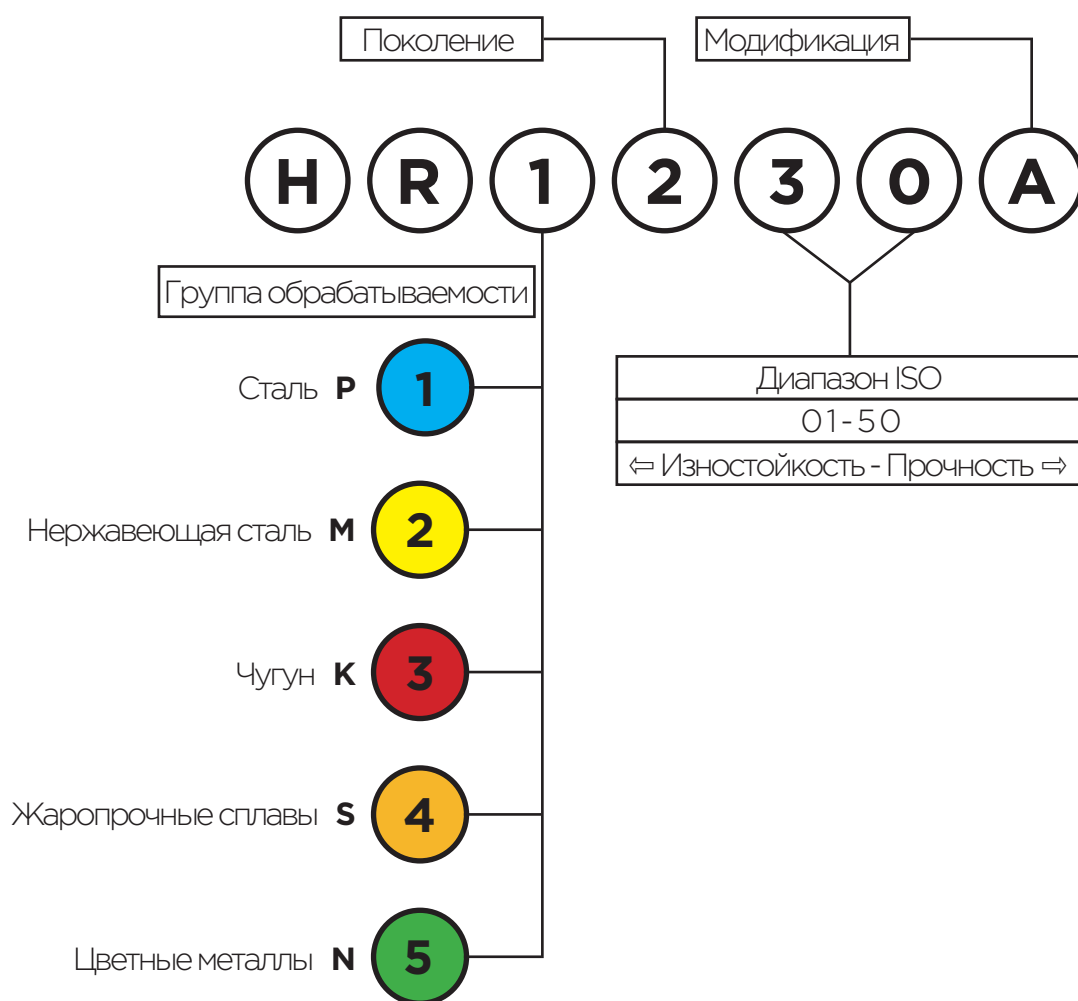 Поколение
Модификация
H R 1 2 3 0 A
Группа обрабатываемости
Сталь P 1
Диапазон ISO
01-50
⇦ Изностойкость - Прочность ⇨
Нержавеющая сталь M 2
Чугун K 3
Жаропрочные сплавы S 4
Цветные металлы N 5